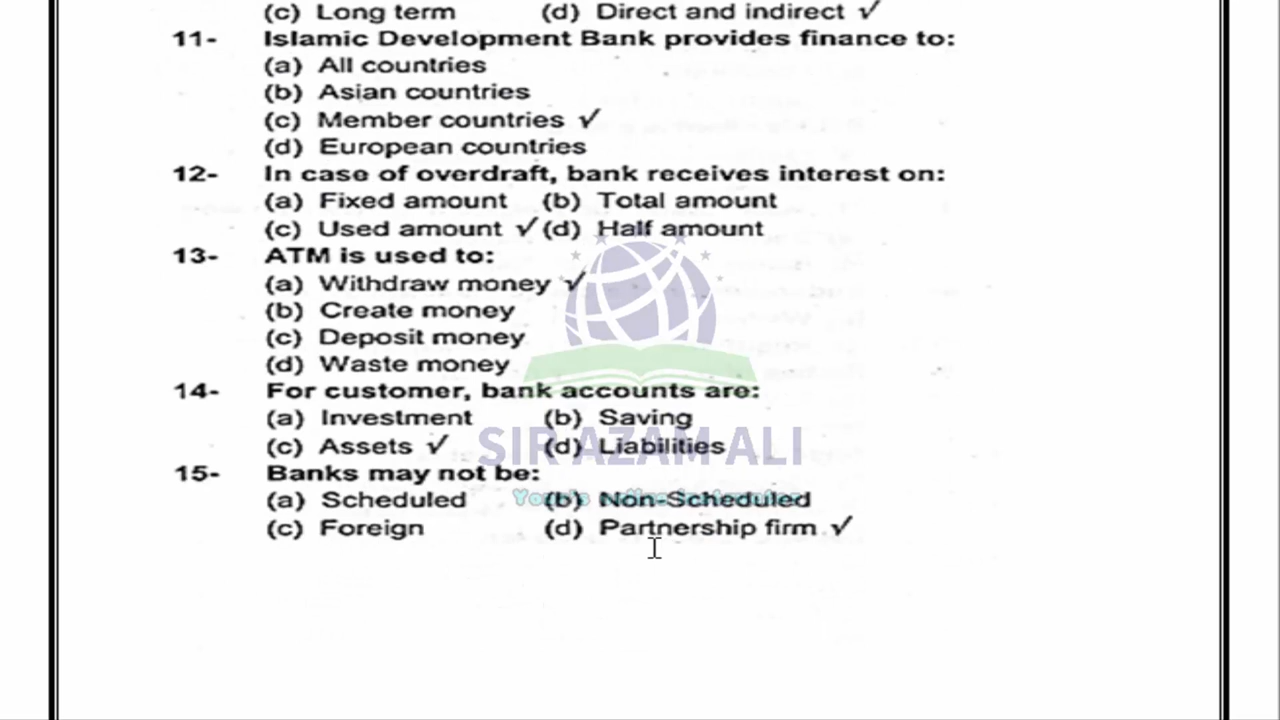 (c) Long term (d) Direct and indirect ✓
11- Islamic Development Bank provides finance to:
(a) All countries
(b) Asian countries
(c) Member countries ✓
(d) European countries
12- In case of overdraft, bank receives interest on:
(a) Fixed amount (b) Total amount
(c) Used amount ✓ (d) Half amount
13- ATM is used to:
(a) Withdraw money ✓
(b) Create money
(c) Deposit money
(d) Waste money
14- For customer, bank accounts are:
(a) Investment (b) Saving
(c) Assets ✓ (d) Liabilities
SIR AZAM ALI
15- Banks may not be:
(a) Scheduled (b) Non-Scheduled
(c) Foreign (d) Partnership firm ✓